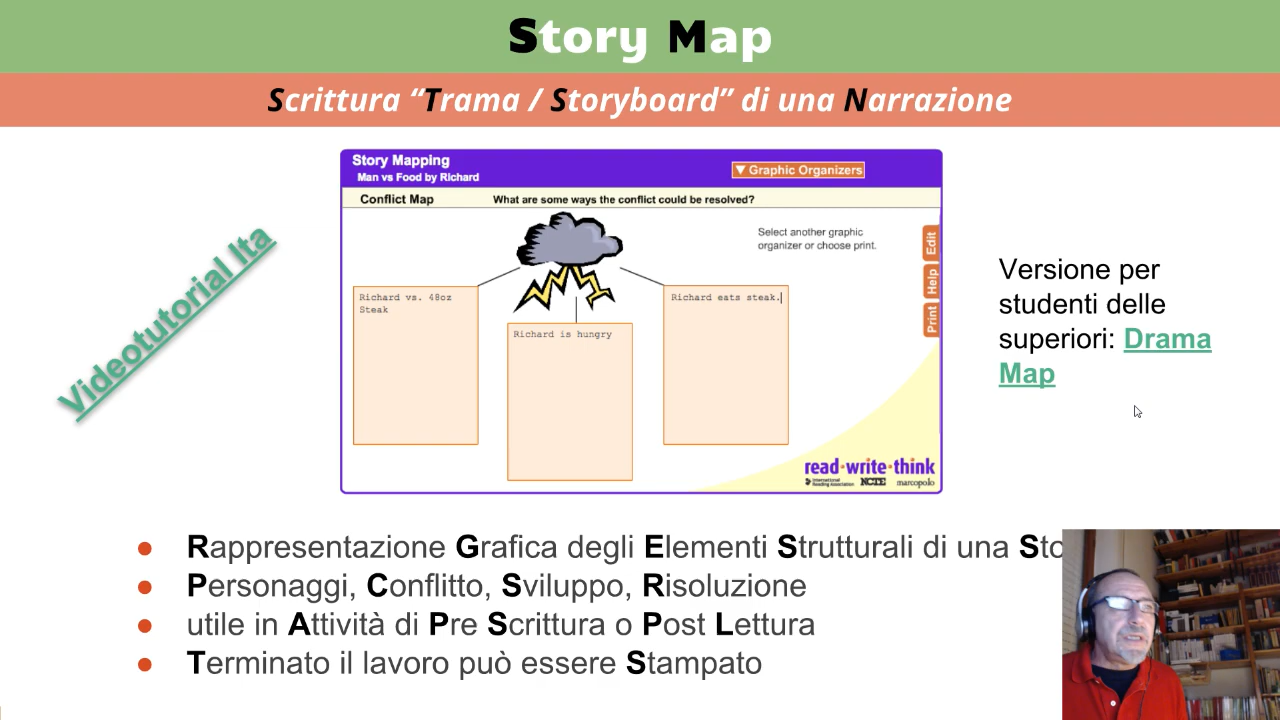 Story Map
Scrittura “Trama / Storyboard” di una Narrazione
Story Mapping
Man vs Food by Richard
▼ Graphic Organizers
Conflict Map
What are some ways the conflict could be resolved?
Select another graphic
organizer or choose print.
Edit
Help
Print
Richard vs. 48oz
Steak
Richard is hungry
Richard eats steak.
read·write·think
International
Reading Association
NCTE
marcopolo
Videotutorial Ita
Versione per
studenti delle
superiori: Drama
Map
● Rappresentazione Grafica degli Elementi Strutturali di una Sto
● Personaggi, Conflitto, Sviluppo, Risoluzione
● utile in Attività di Pre Scrittura o Post Lettura
● Terminato il lavoro può essere Stampato